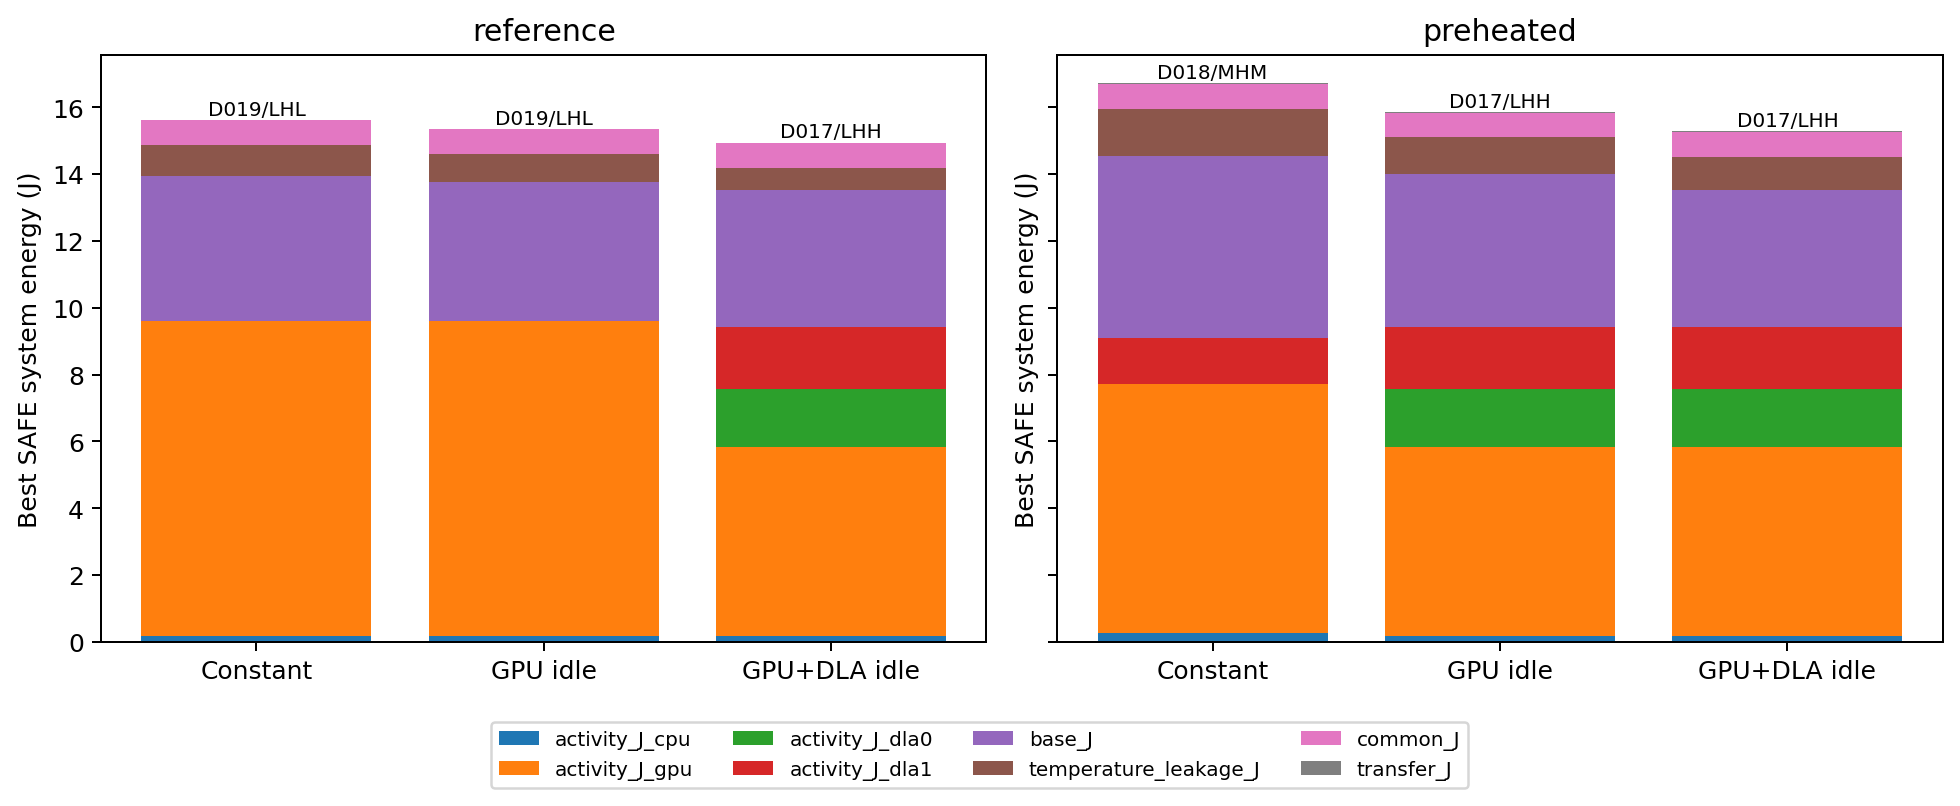 reference
preheated
Best SAFE system energy (J)
16
14
12
10
8
6
4
2
0
D019/LHL
D019/LHL
D017/LHH
Constant
GPU idle
GPU+DLA idle
Best SAFE system energy (J)
D018/MHM
D017/LHH
D017/LHH
Constant
GPU idle
GPU+DLA idle
activity_J_cpu
activity_J_gpu
activity_J_dla0
activity_J_dla1
base_J
temperature_leakage_J
common_J
transfer_J